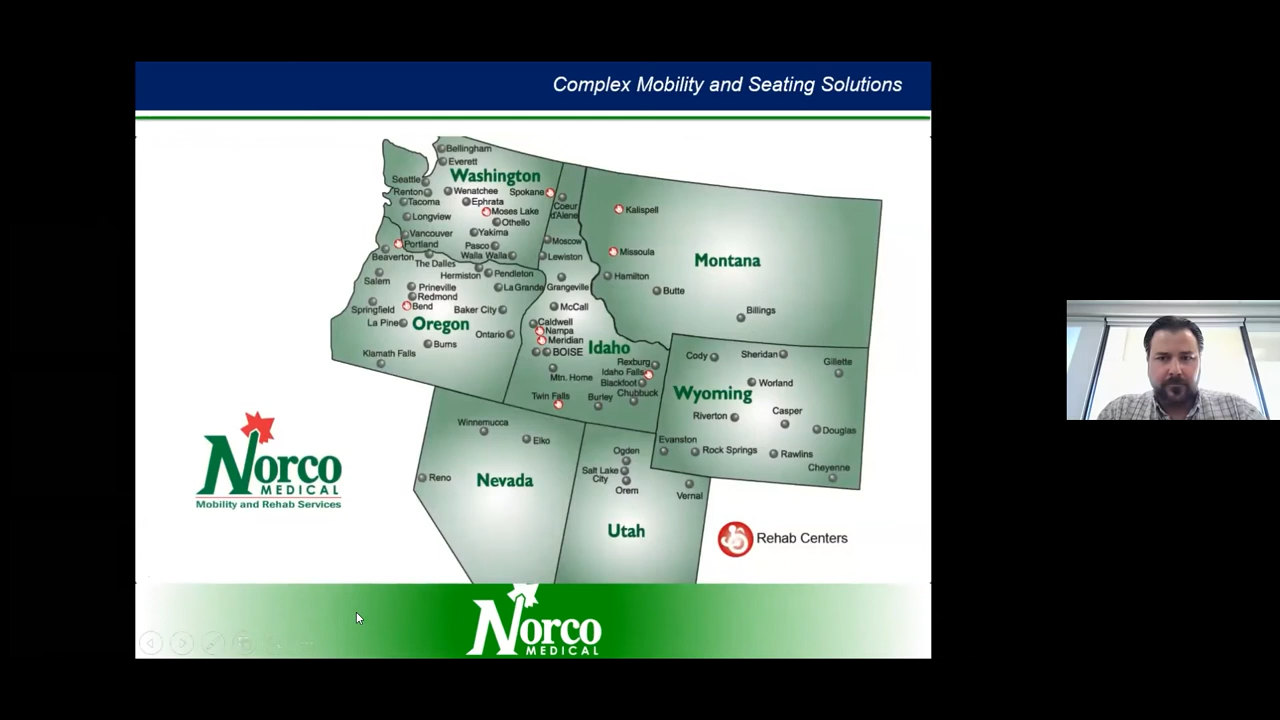 Complex Mobility and Seating Solutions
Bellingham
Everett
Washington
Seattle
Renton
Wenatchee
Spokane
Tacoma
Ephrata
Coeur
d'Alene
Moses Lake
Longview
Othello
Vancouver
Yakima
Portland
Pasco
Moscow
Beaverton
Walla Walla
Lewiston
The Dalles
Hermiston
Pendleton
Salem
Prineville
La Grande
Grangeville
Redmond
Springfield
Bend
Baker City
McCall
La Pine
Oregon
Ontario
Caldwell
Nampa
Meridian
Burns
BOISE
Idaho
Klamath Falls
Rexburg
Idaho Falls
Mtn. Home
Blackfoot
Chubbuck
Twin Falls
Burley
Kalispell
Missoula
Montana
Hamilton
Butte
Billings
Cody
Sheridan
Gillette
Worland
Wyoming
Casper
Riverton
Douglas
Evanston
Rock Springs
Rawlins
Cheyenne
Winnemucca
Elko
Reno
Nevada
Ogden
Salt Lake
City
Orem
Vernal
Utah
Norco
MEDICAL
Mobility and Rehab Services
Rehab Centers
Norco
MEDICAL